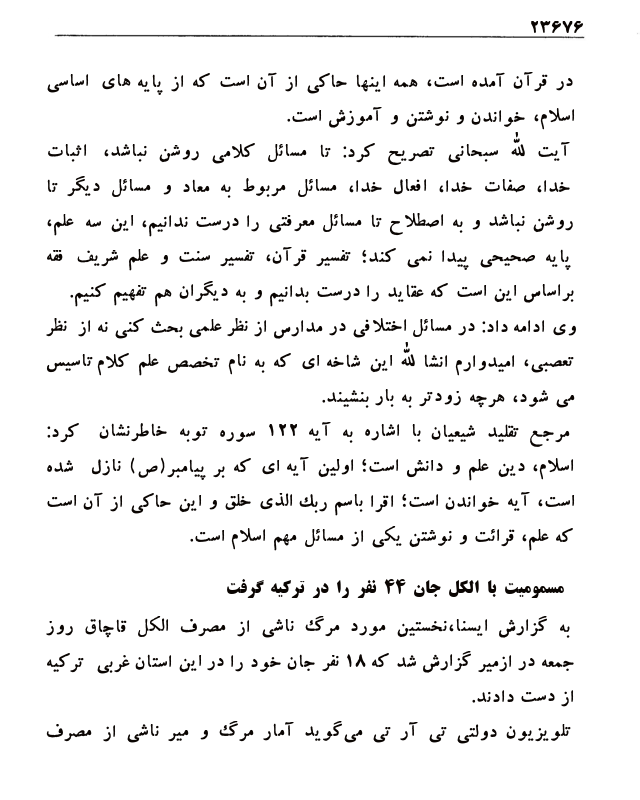 ۲۳۶۷۶
در قرآن آمده است، همه اینها حاکی از آن است که از پایه های اساسی
اسلام، خواندن و نوشتن و آموزش است.
آیت لله سبحانی تصریح کرد: تا مسائل کلامی روشن نباشد، اثبات
خدا، صفات خدا، افعال خدا، مسائل مربوط به معاد و مسائل دیگر تا
روشن نباشد و به اصطلاح تا مسائل معرفتی را درست ندانیم، این سه علم،
پایه صحیحی پیدا نمی کند؛ تفسیر قرآن، تفسیر سنت و علم شریف فقه
براساس این است که عقاید را درست بدانیم و به دیگران هم تفهیم کنیم.
وی ادامه داد: در مسائل اختلافی در مدارس از نظر علمی بحث کنی نه از نظر
تعصبی، امیدوارم انشا لله این شاخه ای که به نام تخصص علم کلام تاسیس
می شود، هرچه زودتر به بار بنشیند.
مرجع تقلید شیعیان با اشاره به آیه ۱۲۲ سوره توبه خاطرنشان کرد:
اسلام، دین علم و دانش است؛ اولین آیه ای که بر پیامبر(ص) نازل شده
است، آیه خواندن است؛ اقرا باسم ربك الذی خلق و این حاکی از آن است
که علم، قرائت و نوشتن یکی از مسائل مهم اسلام است.
مسمومیت با الکل جان ۴۴ نفر را در ترکیه گرفت
به گزارش ایسنا،نخستین مورد مرگ ناشی از مصرف الکل قاچاق روز
جمعه در ازمیر گزارش شد که ۱۸ نفر جان خود را در این استان غربی ترکیه
از دست دادند.
تلویزیون دولتی تی آر تی می‌گوید آمار مرگ و میر ناشی از مصرف